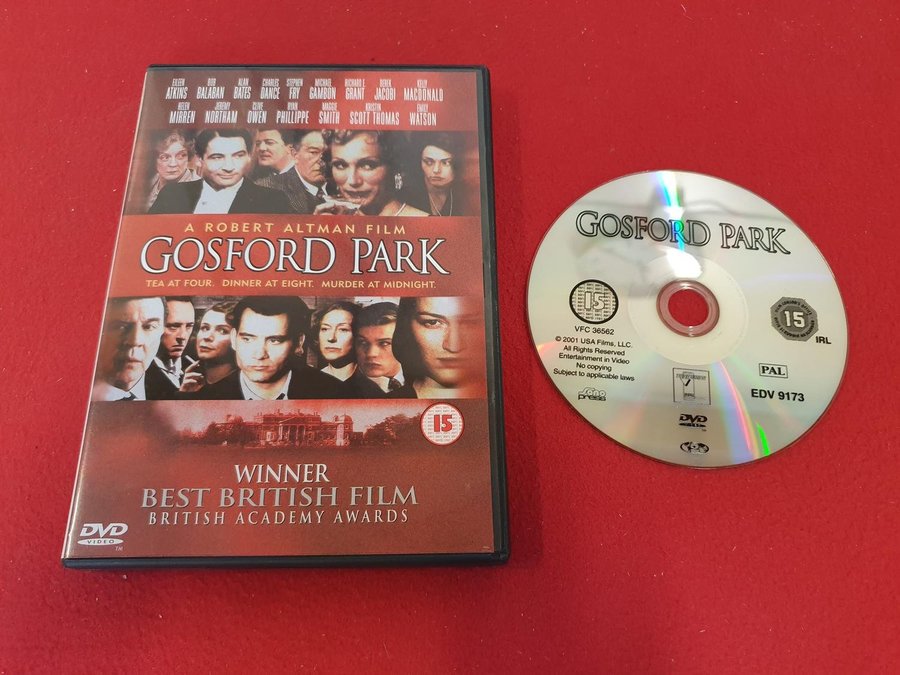 EILEEN ATKINS BOB BALABAN ALAN BATES CHARLES DANCE STEPHEN FRY MICHAEL GAMBON RICHARD E GRANT DEREK JACOBI KELLY MACDONALD
HELEN MIRREN JEREMY NORTHAM CLIVE OWEN RYAN PHILLIPPE MAGGIE SMITH KRISTIN SCOTT THOMAS EMILY WATSON
A ROBERT ALTMAN FILM
GOSFORD PARK
TEA AT FOUR. DINNER AT EIGHT. MURDER AT MIDNIGHT.
15
WINNER
BEST BRITISH FILM
BRITISH ACADEMY AWARDS
DVD
VIDEO
TM
GOSFORD PARK
15
VFC 36562
© 2001 USA Films, LLC.
All Rights Reserved
Entertainment in Video
No copying
Subject to applicable laws
sono
press
15
IRL
PAL
EDV 9173
DVD
VIDEO